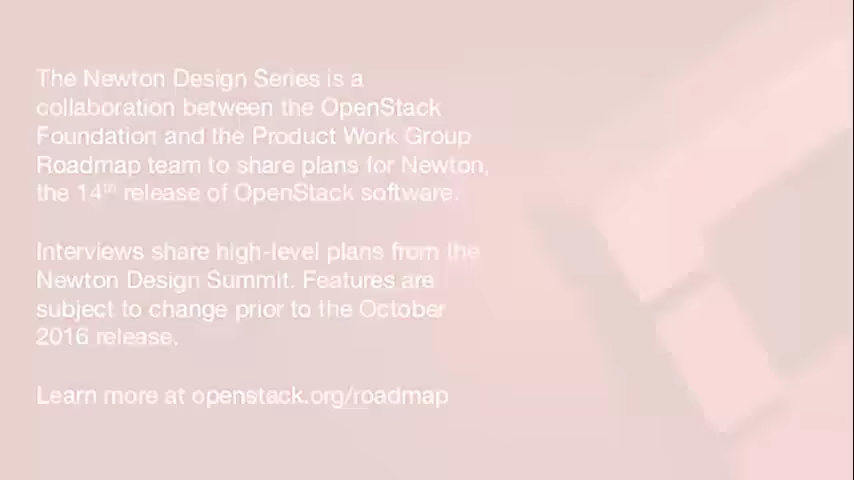 The Newton Design Series is a
collaboration between the OpenStack
Foundation and the Product Work Group
Roadmap team to share plans for Newton,
the 14th release of OpenStack software.
Interviews share high-level plans from the
Newton Design Summit. Features are
subject to change prior to the October
2016 release.
Learn more at openstack.org/roadmap